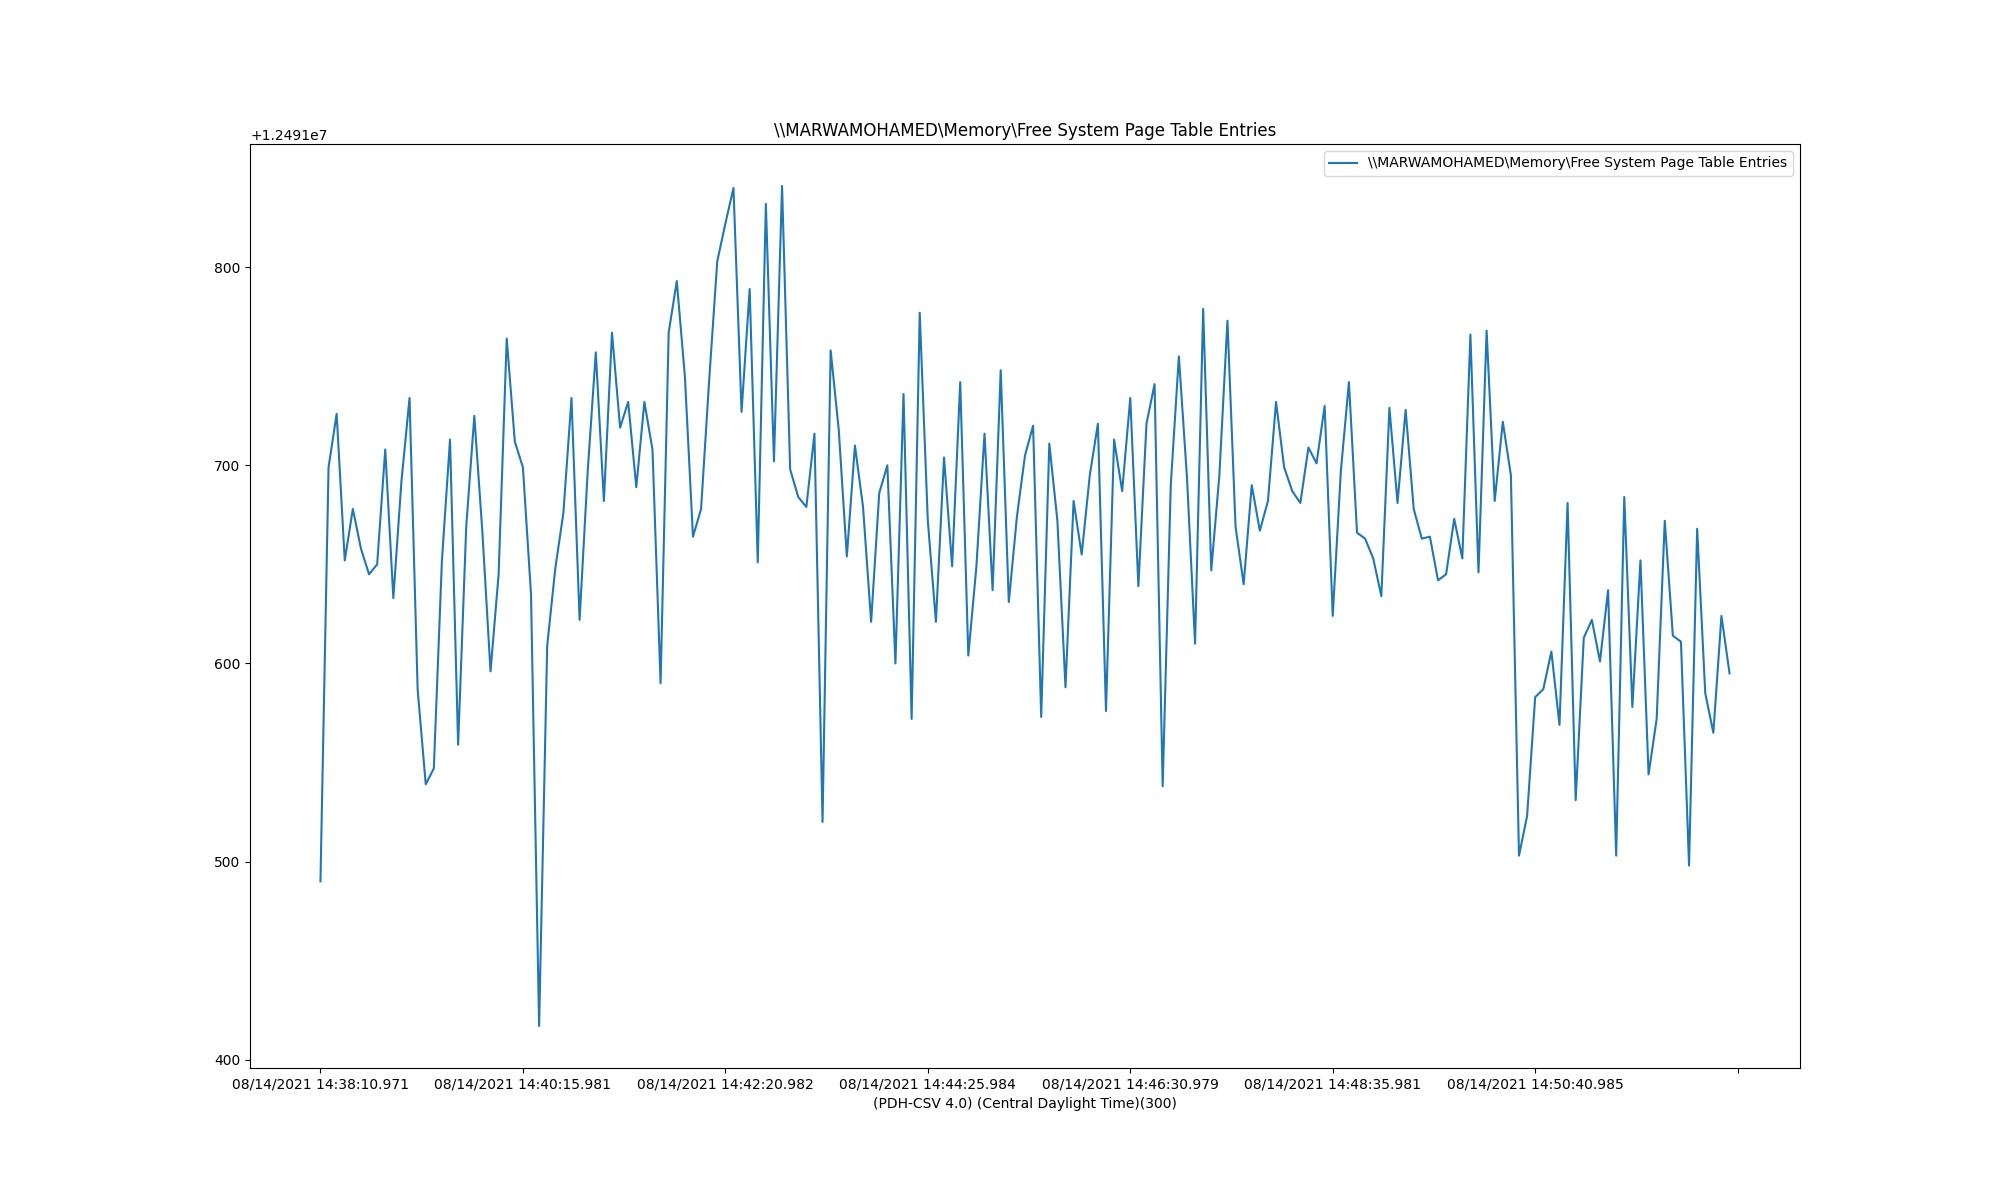 \\MARWAMOHAMED\Memory\Free System Page Table Entries
+1.2491e7
\\MARWAMOHAMED\Memory\Free System Page Table Entries
800
700
600
500
400
08/14/2021 14:38:10.971 08/14/2021 14:40:15.981 08/14/2021 14:42:20.982 08/14/2021 14:44:25.984 08/14/2021 14:46:30.979 08/14/2021 14:48:35.981 08/14/2021 14:50:40.985
(PDH-CSV 4.0) (Central Daylight Time)(300)